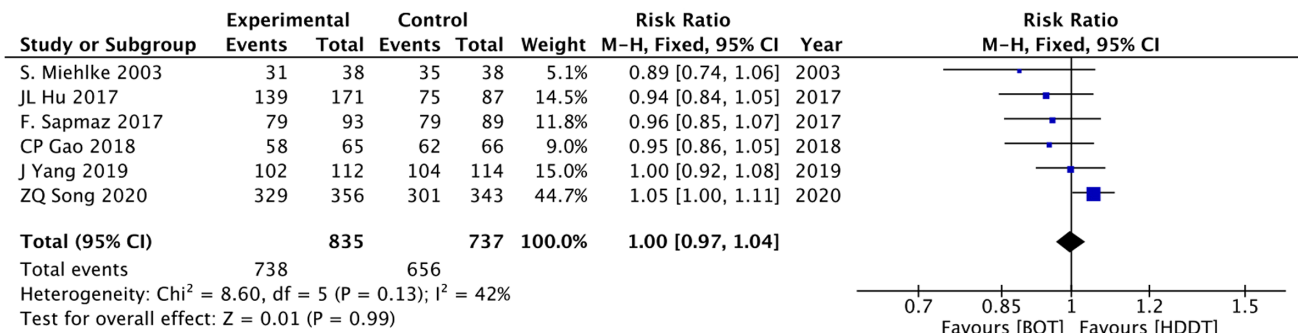 Experimental Control Risk Ratio Risk Ratio
Study or Subgroup Events Total Events Total Weight M-H, Fixed, 95% CI Year M-H, Fixed, 95% CI
S. Miehlke 2003 31 38 35 38 5.1% 0.89 [0.74, 1.06] 2003
JL Hu 2017 139 171 75 87 14.5% 0.94 [0.84, 1.05] 2017
F. Sapmaz 2017 79 93 79 89 11.8% 0.96 [0.85, 1.07] 2017
CP Gao 2018 58 65 62 66 9.0% 0.95 [0.86, 1.05] 2018
J Yang 2019 102 112 104 114 15.0% 1.00 [0.92, 1.08] 2019
ZQ Song 2020 329 356 301 343 44.7% 1.05 [1.00, 1.11] 2020
Total (95% CI) 835 737 100.0% 1.00 [0.97, 1.04]
Total events 738 656
Heterogeneity: Chi² = 8.60, df = 5 (P = 0.13); I² = 42%
Test for overall effect: Z = 0.01 (P = 0.99)
0.7 0.85 1 1.2 1.5
Favours [BQT] Favours [HDDT]